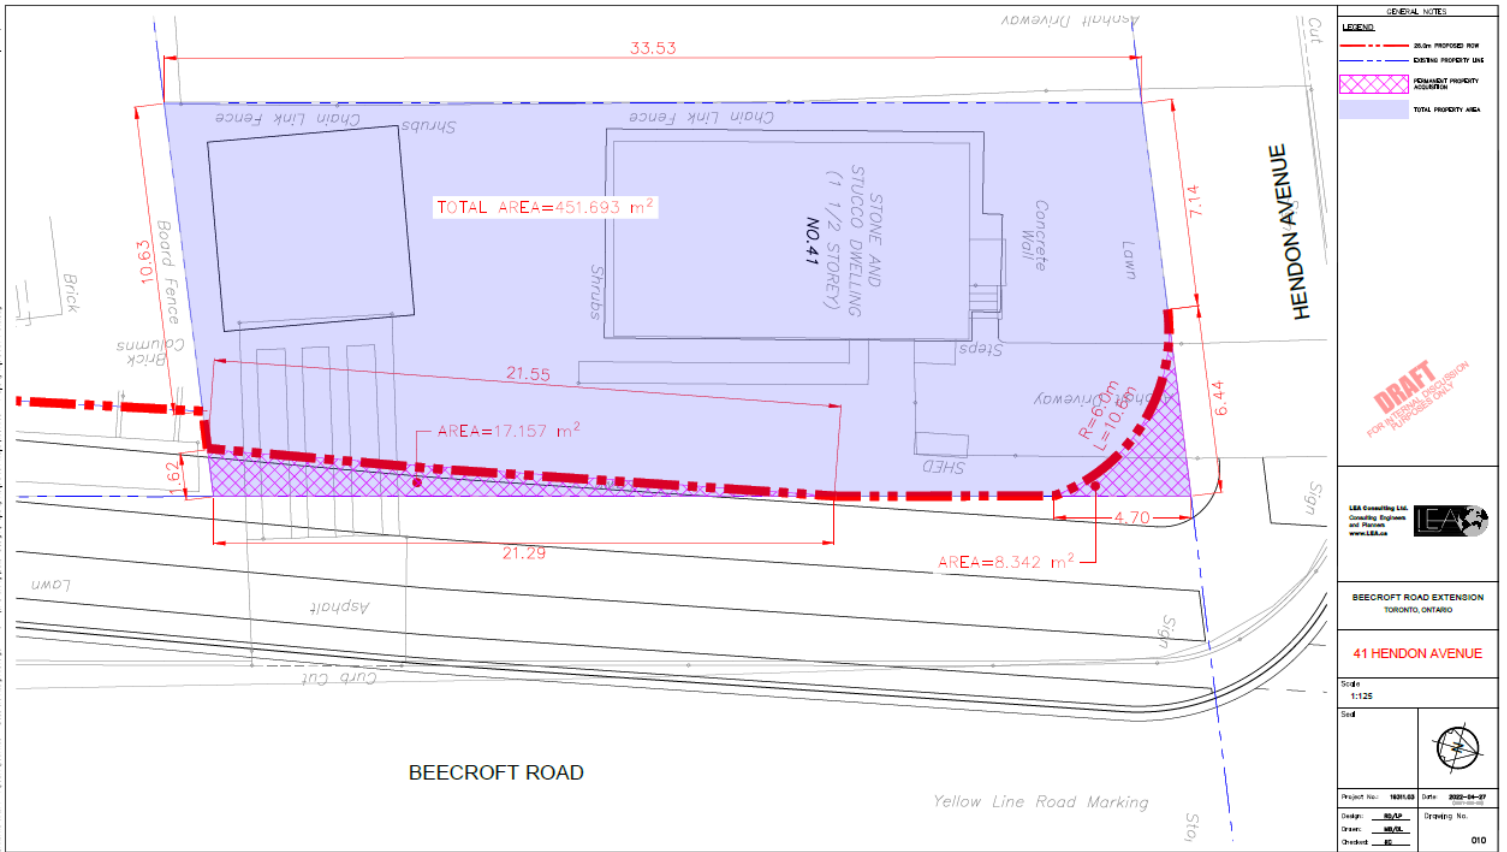 Asphalt Driveway
Cut
33.53
Chain Link Fence
Shrubs
Chain Link Fence
TOTAL AREA=451.693 m²
STONE AND
STUCCO DWELLING
(1 1/2 STOREY)
NO.41
Concrete
Wall
Lawn
7.14
HENDON AVENUE
10.63
Board Fence
Brick
Shrubs
Brick
Columns
Steps
21.55
Asphalt Driveway
R=6.0m
L=10.6m
6.44
AREA=17.157 m²
1.62
SHED
Sign
4.70
21.29
AREA=8.342 m²
Lawn
Asphalt
Sign
Curb Cut
BEECROFT ROAD
Yellow Line Road Marking
GENERAL NOTES
LEGEND
26.0m PROPOSED ROW
EXISTING PROPERTY LINE
PERMANENT PROPERTY
ACQUISITION
TOTAL PROPERTY AREA
DRAFT
FOR INTERNAL DISCUSSION
PURPOSES ONLY
LEA Consulting Ltd.
Consulting Engineers
and Planners
www.LEA.ca
LEA
BEECROFT ROAD EXTENSION
TORONTO, ONTARIO
41 HENDON AVENUE
Scale
1:125
Seal
N
Project No.:
Date: 2022-04-27
Design:
Drawing No.
Drawn:
Checked:
010